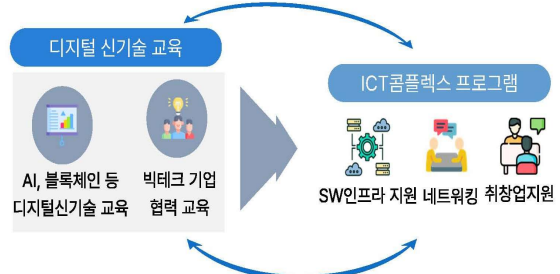 디지털 신기술 교육
AI, 블록체인 등
디지털신기술 교육
빅테크 기업
협력 교육
ICT콤플렉스 프로그램
SW인프라 지원
네트워킹
취창업지원